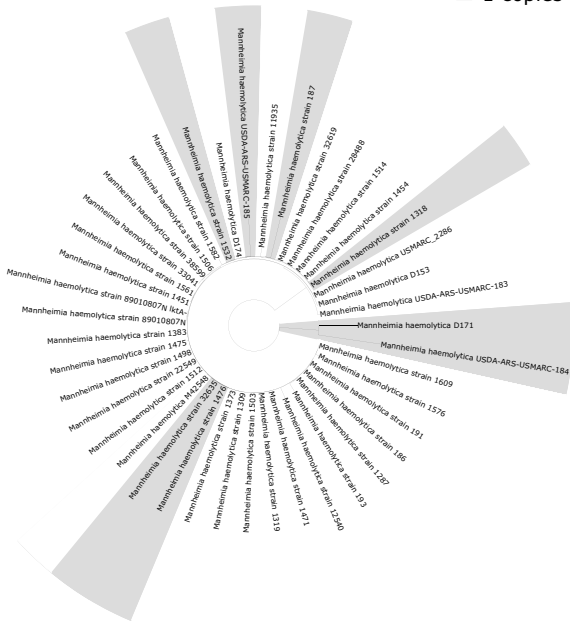 2 copies
Mannheimia haemolytica strain 11935
Mannheimia haemolytica strain 187
Mannheimia haemolytica strain 32619
Mannheimia haemolytica strain 28488
Mannheimia haemolytica strain 1514
Mannheimia haemolytica strain 1454
Mannheimia haemolytica strain 1318
Mannheimia haemolytica USMARC_2286
Mannheimia haemolytica D153
Mannheimia haemolytica USDA-ARS-USMARC-183
Mannheimia haemolytica D171
Mannheimia haemolytica USDA-ARS-USMARC-184
Mannheimia haemolytica strain 1609
Mannheimia haemolytica strain 1576
Mannheimia haemolytica strain 191
Mannheimia haemolytica strain 186
Mannheimia haemolytica strain 1287
Mannheimia haemolytica strain 193
Mannheimia haemolytica strain 12540
Mannheimia haemolytica strain 1471
Mannheimia haemolytica strain 1319
Mannheimia haemolytica strain 1503
Mannheimia haemolytica strain 1309
Mannheimia haemolytica strain 1373
Mannheimia haemolytica strain 1476
Mannheimia haemolytica strain 32635
Mannheimia haemolytica M42548
Mannheimia haemolytica strain 1512
Mannheimia haemolytica strain 22549
Mannheimia haemolytica strain 1498
Mannheimia haemolytica strain 1475
Mannheimia haemolytica strain 1383
Mannheimia haemolytica strain 89010807N
Mannheimia haemolytica strain 89010807N lktA-
Mannheimia haemolytica strain 1451
Mannheimia haemolytica strain 1561
Mannheimia haemolytica strain 33041
Mannheimia haemolytica strain 38599
Mannheimia haemolytica strain 1506
Mannheimia haemolytica strain 1582
Mannheimia haemolytica strain 1532
Mannheimia haemolytica D174
Mannheimia haemolytica USDA-ARS-USMARC-185